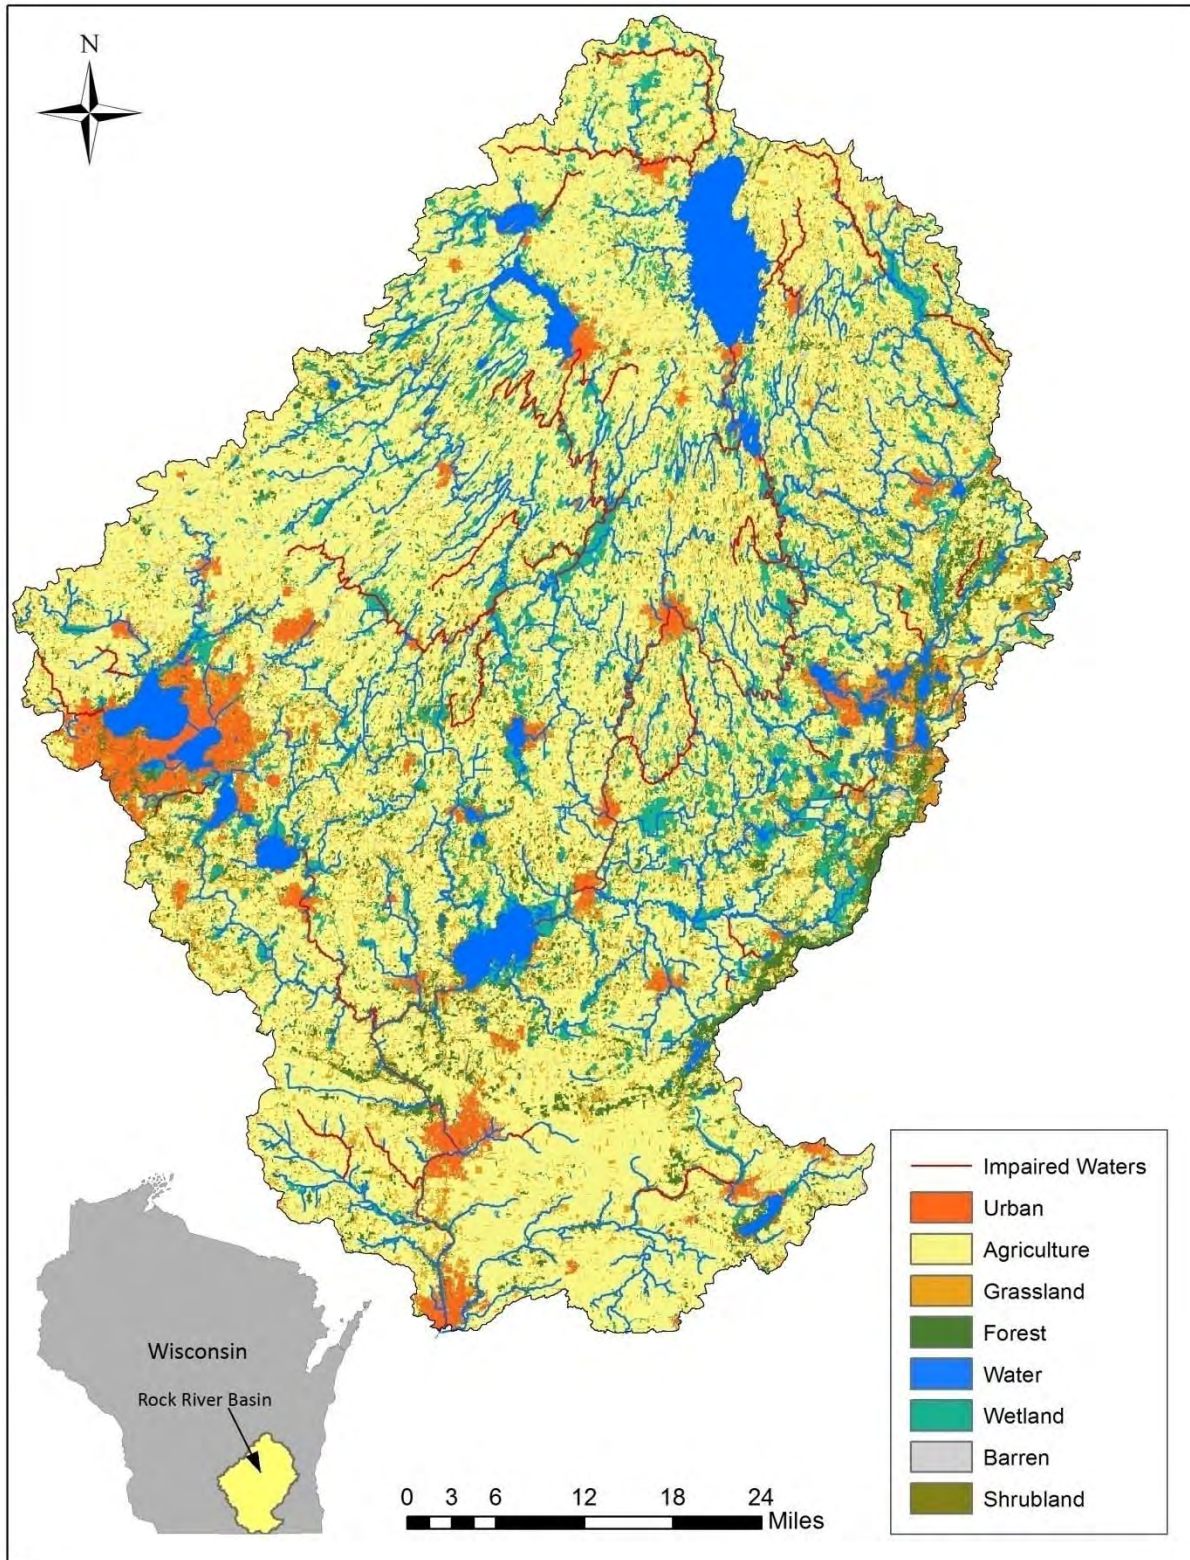 N
Impaired Waters
Urban
Agriculture
Grassland
Forest
Water
Wetland
Barren
Shrubland
Wisconsin
Rock River Basin
0 3 6 12 18 24
Miles